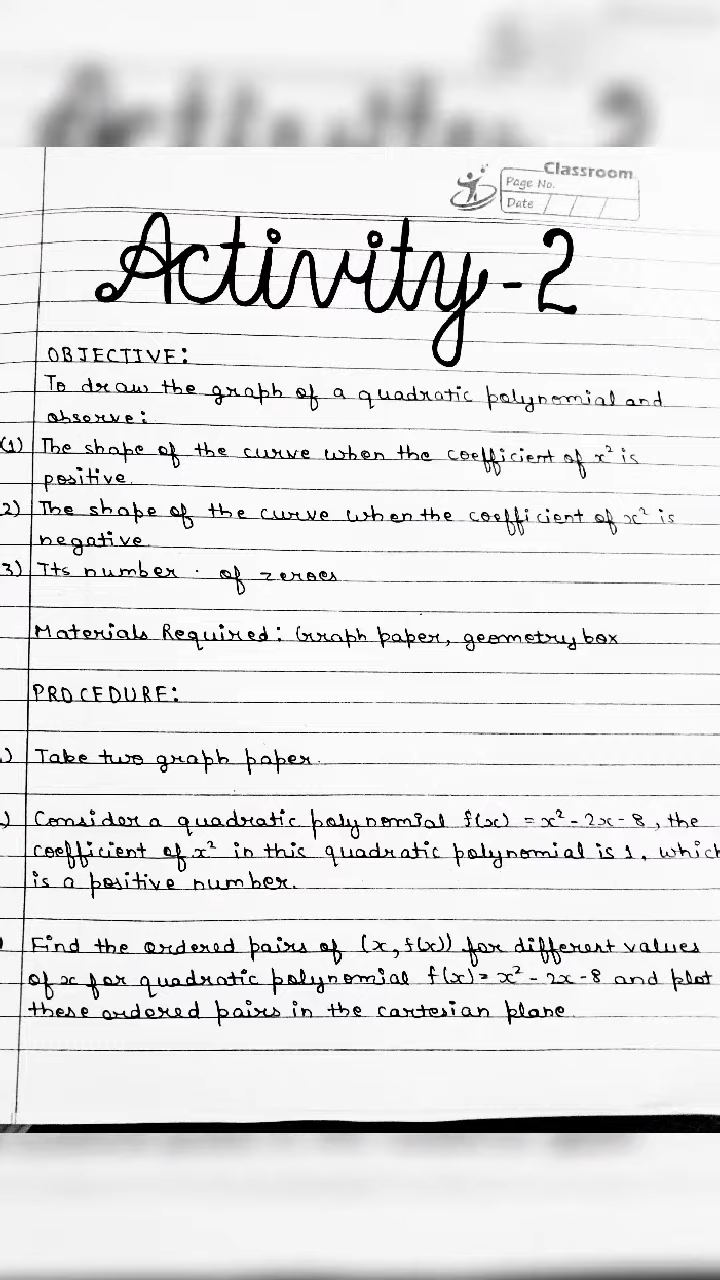 Classroom
Page No.
Date / / /
Activity-2
OBJECTIVE:
To draw the graph of a quadratic polynomial and
observe:
(1) The shape of the curve when the coefficient of x² is
positive.
2) The shape of the curve when the coefficient of x² is
negative
3) Its number of zeroes
Materials Required: Graph paper, geometry box
PROCEDURE:
.) Take two graph paper.
) Consider a quadratic polynomial f(x) = x² - 2x - 8, the
coefficient of x² in this quadratic polynomial is 1, which
is a positive number.
) Find the ordered pairs of (x, f(x)) for different values
of x for quadratic polynomial f(x) = x² - 2x - 8 and plot
these ordered pairs in the cartesian plane.